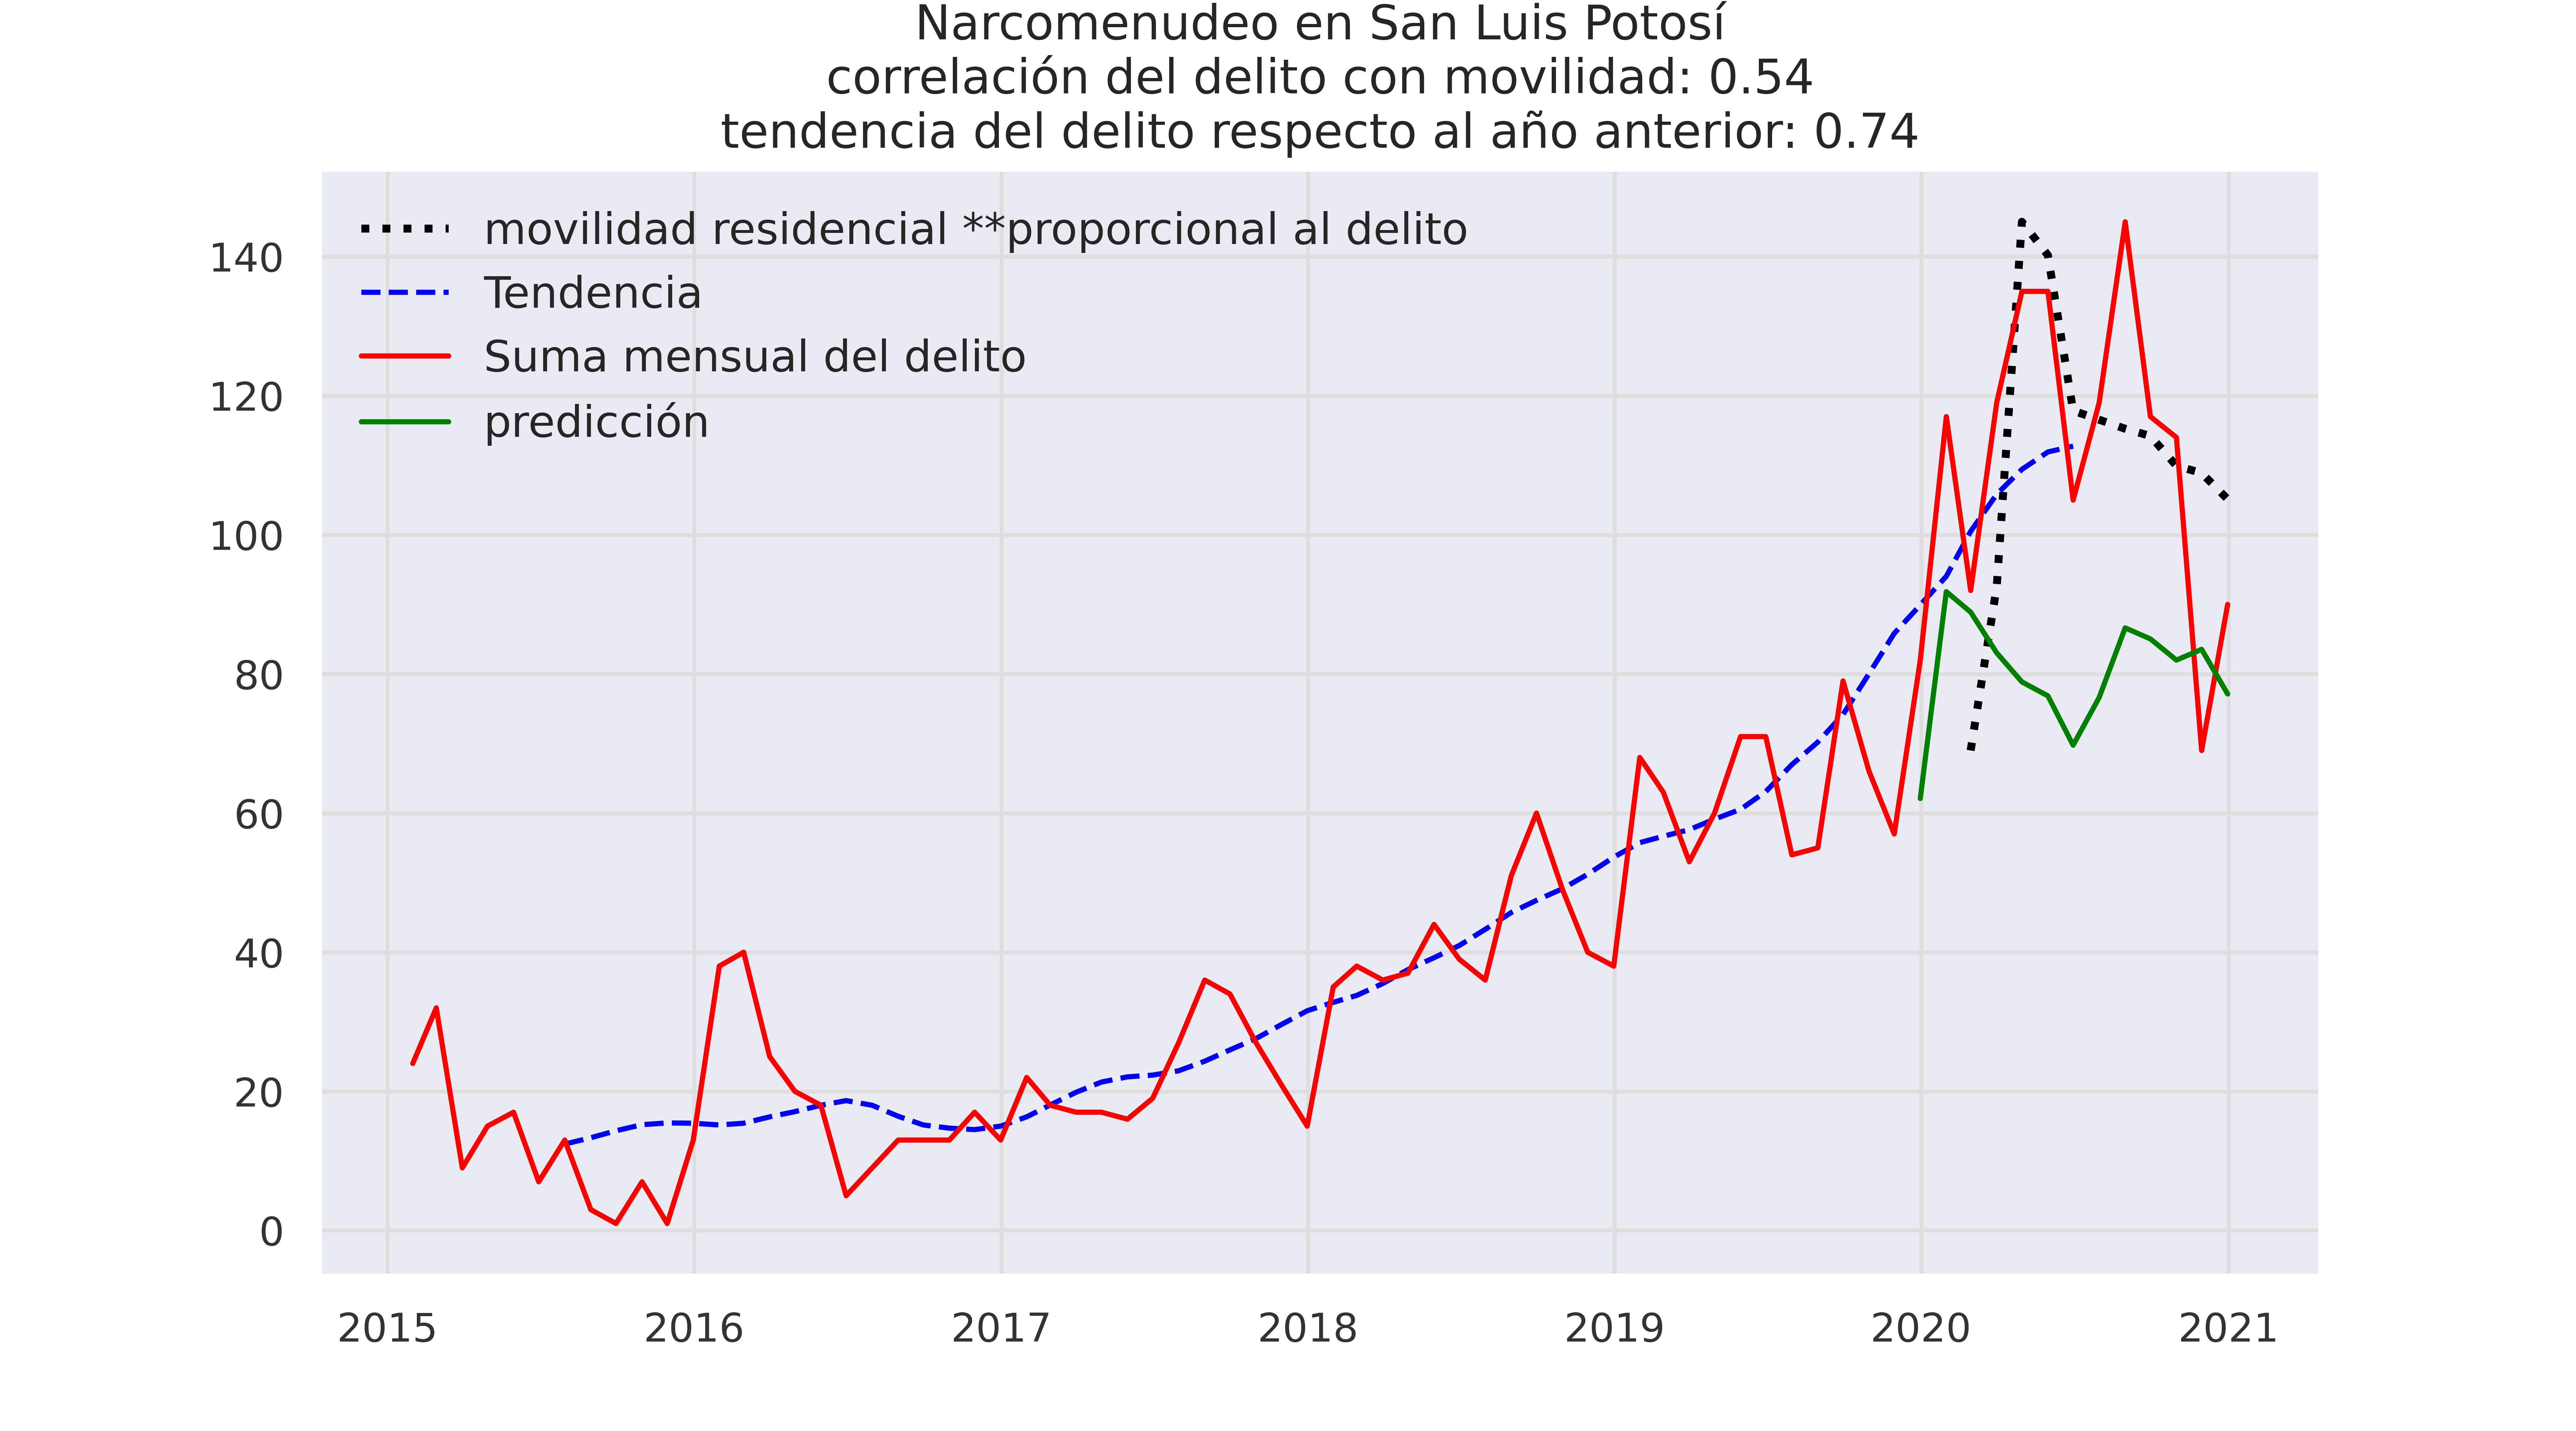 Narcomenudeo en San Luis Potosí
correlación del delito con movilidad: 0.54
tendencia del delito respecto al año anterior: 0.74
movilidad residencial **proporcional al delito
Tendencia
Suma mensual del delito
predicción
140
120
100
80
60
40
20
0
2015 2016 2017 2018 2019 2020 2021